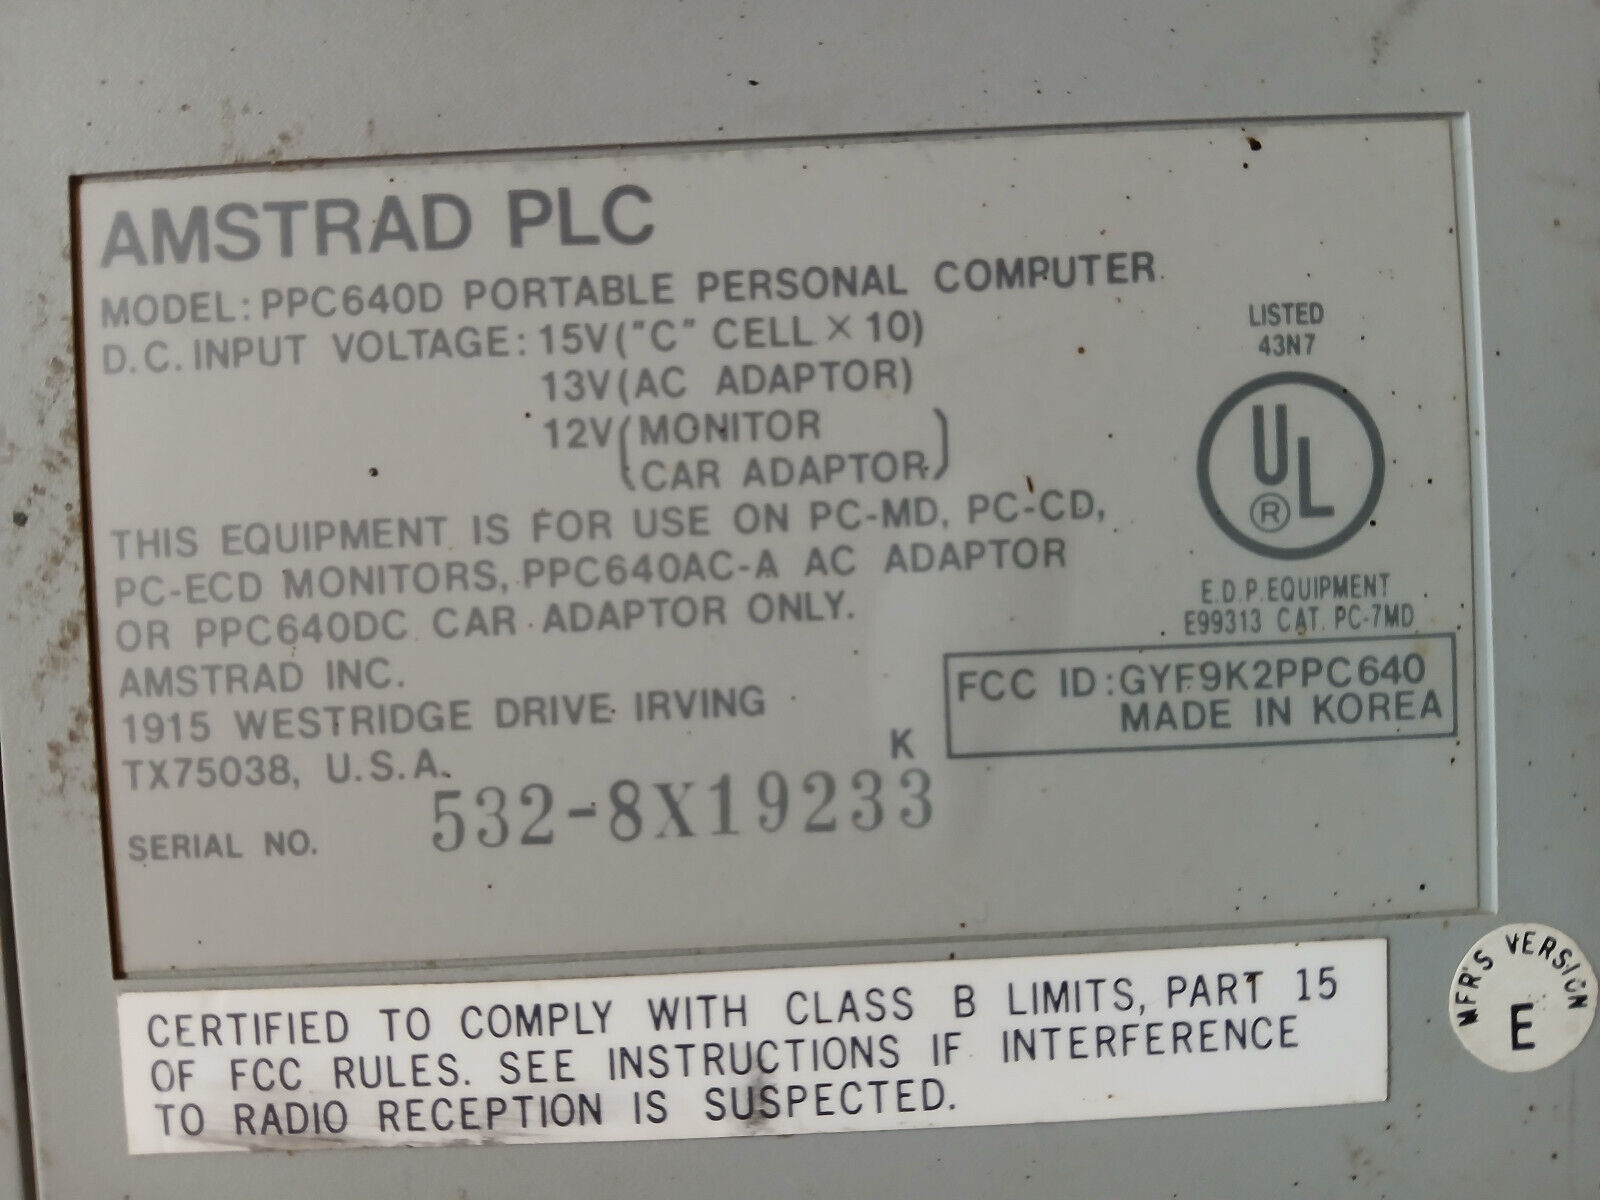 AMSTRAD PLC
MODEL: PPC640D PORTABLE PERSONAL COMPUTER
D.C. INPUT VOLTAGE: 15V ("C" CELL × 10)
13V (AC ADAPTOR)
12V (MONITOR
CAR ADAPTOR)
THIS EQUIPMENT IS FOR USE ON PC-MD, PC-CD,
PC-ECD MONITORS, PPC640AC-A AC ADAPTOR
OR PPC640DC CAR ADAPTOR ONLY.
AMSTRAD INC.
1915 WESTRIDGE DRIVE IRVING
TX75038, U.S.A.
K
SERIAL NO. 532-8X19233
LISTED
43N7
UL
®
E.D.P. EQUIPMENT
E99313 CAT. PC-7MD
FCC ID: GYF9K2PPC640
MADE IN KOREA
CERTIFIED TO COMPLY WITH CLASS B LIMITS, PART 15
OF FCC RULES. SEE INSTRUCTIONS IF INTERFERENCE
TO RADIO RECEPTION IS SUSPECTED.
MFR'S VERSION
E